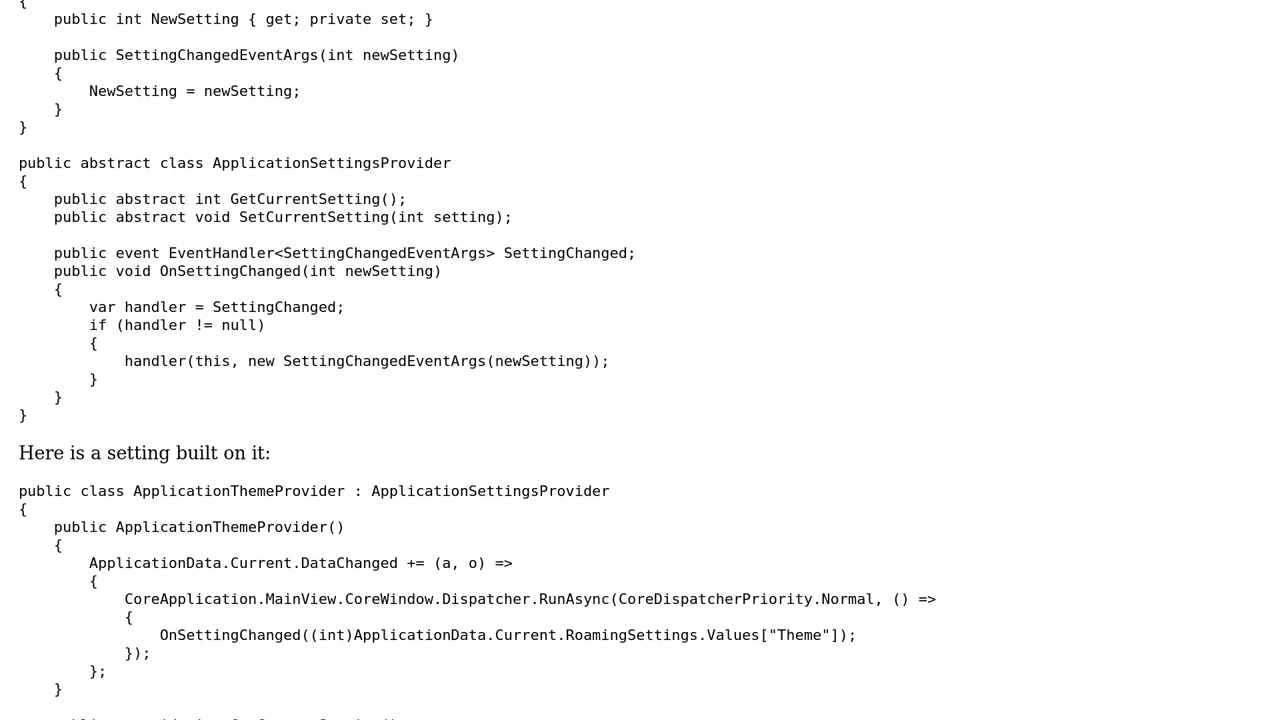 {
    public int NewSetting { get; private set; }

    public SettingChangedEventArgs(int newSetting)
    {
        NewSetting = newSetting;
    }
}

public abstract class ApplicationSettingsProvider
{
    public abstract int GetCurrentSetting();
    public abstract void SetCurrentSetting(int setting);

    public event EventHandler<SettingChangedEventArgs> SettingChanged;
    public void OnSettingChanged(int newSetting)
    {
        var handler = SettingChanged;
        if (handler != null)
        {
            handler(this, new SettingChangedEventArgs(newSetting));
        }
    }
}
Here is a setting built on it:
public class ApplicationThemeProvider : ApplicationSettingsProvider
{
    public ApplicationThemeProvider()
    {
        ApplicationData.Current.DataChanged += (a, o) =>
        {
            CoreApplication.MainView.CoreWindow.Dispatcher.RunAsync(CoreDispatcherPriority.Normal, () =>
            {
                OnSettingChanged((int)ApplicationData.Current.RoamingSettings.Values["Theme"]);
            });
        };
    }